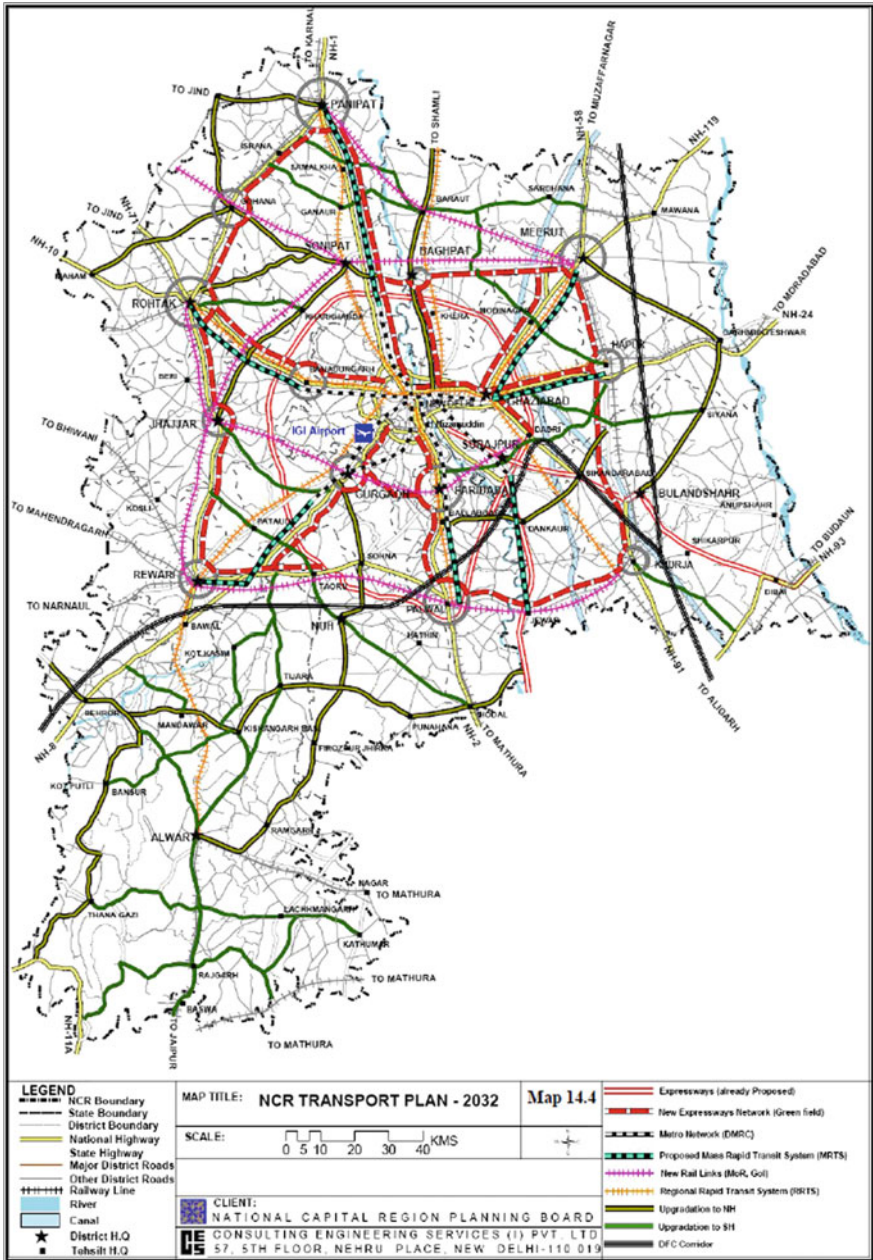 TO KARNAL
NH-1
TO JIND
PANIPAT
TO SHAMLI
NH-58
TO MUZAFFARNAGAR
NH-119
ISRANA
SAMALKHA
SARDHANA
MAWANA
TO JIND
NH-71
GOHANA
GANAUR
BARAUT
MEERUT
NH-10
SONIPAT
BAGHPAT
TO MORADABAD
NH-24
MAHAM
ROHTAK
KHARKHAUDA
KHEKRA
MODINAGAR
GARHMUKTESHWAR
HAPUR
BERI
BAHADURGARH
GHAZIABAD
NEW DELHI
SIYANA
TO BHIWANI
JHAJJAR
IGI Airport
H.Nizamuddin
DADRI
SURAJPUR
SIKANDARABAD
TO MAHENDRAGARH
KOSLI
GURGAON
FARIDABAD
BULANDSHAHR
ANUPSHAHR
PATAUDI
BALLABGARH
DANKAUR
SHIKARPUR
TO BUDAUN
NH-93
SOHNA
KHURJA
REWARI
TAORU
DIBAI
TO NARNAUL
PALWAL
JEWAR
BAWAL
NUH
HATHIN
NH-91
KOT KASIM
TO ALIGARH
TIJARA
BEHROR
MANDAWAR
KISHANGARH BAS
PUNAHANA
HODAL
NH-8
NH-2
TO MATHURA
FIROZPUR JHIRKA
KOT PUTLI
BANSUR
ALWAR
RAMGARH
NAGAR
TO MATHURA
THANA GAZI
LACHHMANGARH
KATHUMAR
RAJGARH
TO MATHURA
BASWA
NH-11A
TO JAIPUR
TO MATHURA
LEGEND
NCR Boundary
State Boundary
District Boundary
National Highway
State Highway
Major District Roads
Other District Roads
Railway Line
River
Canal
District H.Q
Tehsilt H.Q
MAP TITLE: NCR TRANSPORT PLAN - 2032
Map 14.4
SCALE:
0 5 10 20 30 40 KMS
CLIENT:
NATIONAL CAPITAL REGION PLANNING BOARD
CES
CONSULTING ENGINEERING SERVICES (I) PVT. LTD
57, 5TH FLOOR, NEHRU PLACE, NEW DELHI-110 019
Expressways (already Proposed)
New Expressways Network (Green field)
Metro Network (DMRC)
Proposed Mass Rapid Transit System (MRTS)
New Rail Links (MoR, GoI)
Regional Rapid Transit System (RRTS)
Upgradation to NH
Upgradation to SH
DFC Corridor